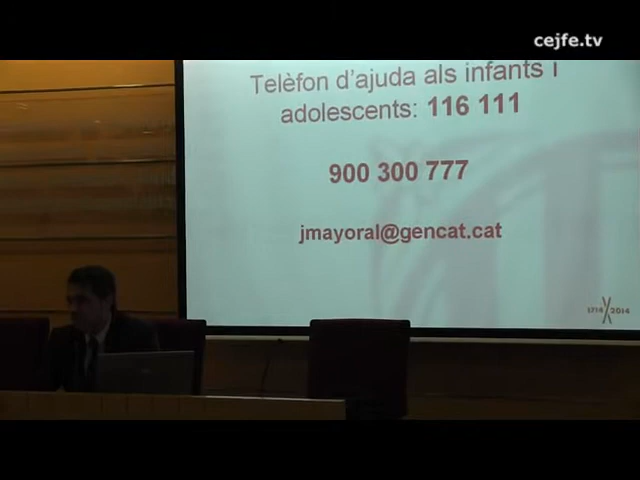 cejfe.tv
Telèfon d'ajuda als infants i
adolescents: 116 111
900 300 777
jmayoral@gencat.cat
1714 2014